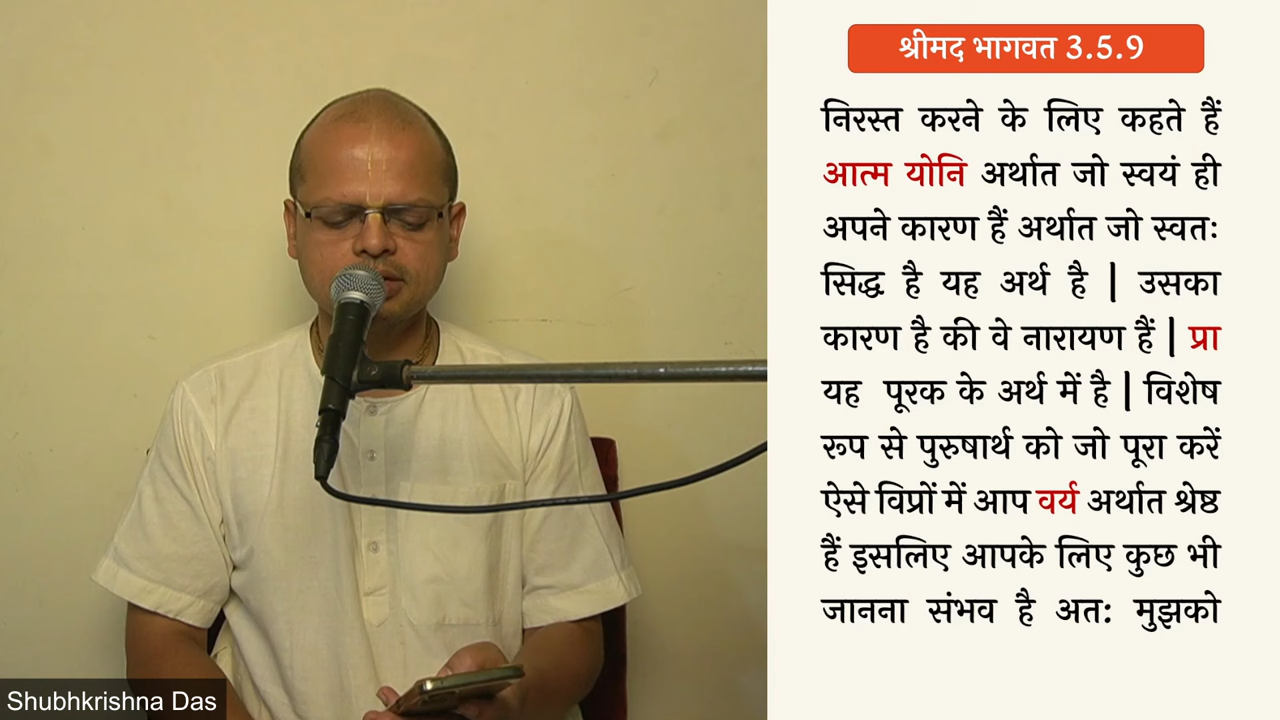 श्रीमद भागवत 3.5.9
निरस्त करने के लिए कहते हैं
आत्म योनि अर्थात जो स्वयं ही
अपने कारण हैं अर्थात जो स्वतः
सिद्ध है यह अर्थ है | उसका
कारण है की वे नारायण हैं | प्रा
यह पूरक के अर्थ में है | विशेष
रूप से पुरुषार्थ को जो पूरा करें
ऐसे विप्रों में आप वर्य अर्थात श्रेष्ठ
हैं इसलिए आपके लिए कुछ भी
जानना संभव है अत: मुझको
Shubhkrishna Das